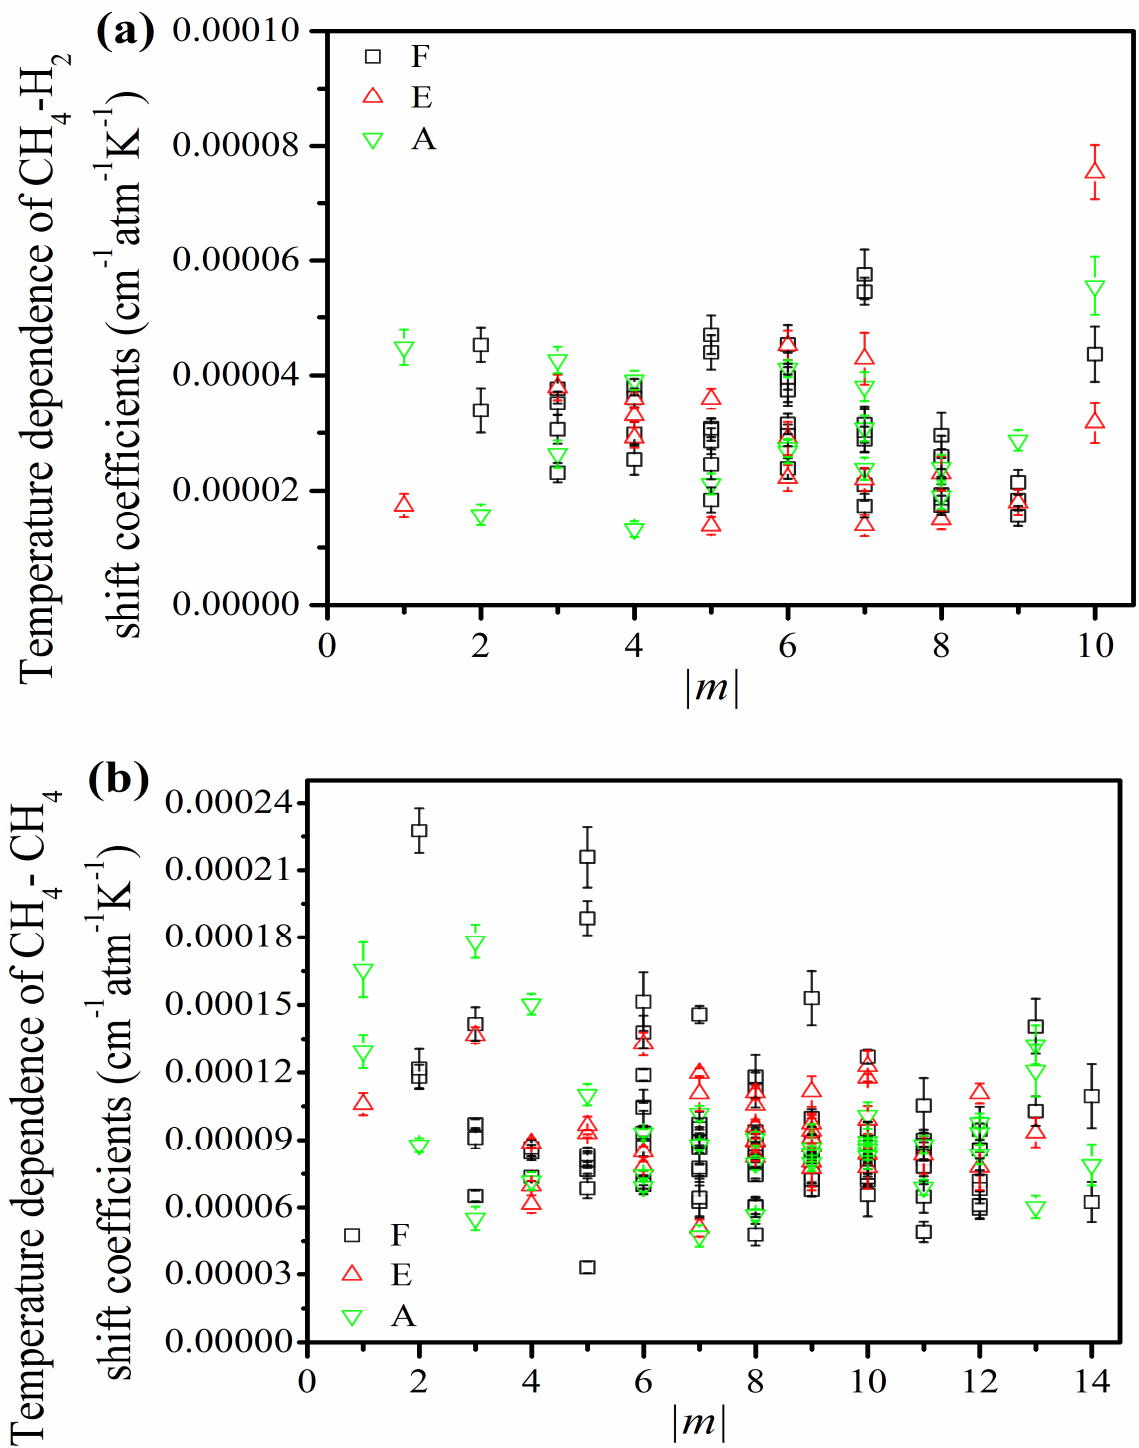 (a)
Temperature dependence of CH4-H2
shift coefficients (cm-1atm-1K-1)
0.00010
0.00008
0.00006
0.00004
0.00002
0.00000
F
E
A
0 2 4 6 8 10
|m|
(b)
Temperature dependence of CH4- CH4
shift coefficients (cm-1atm-1K-1)
0.00024
0.00021
0.00018
0.00015
0.00012
0.00009
0.00006
0.00003
0.00000
F
E
A
0 2 4 6 8 10 12 14
|m|